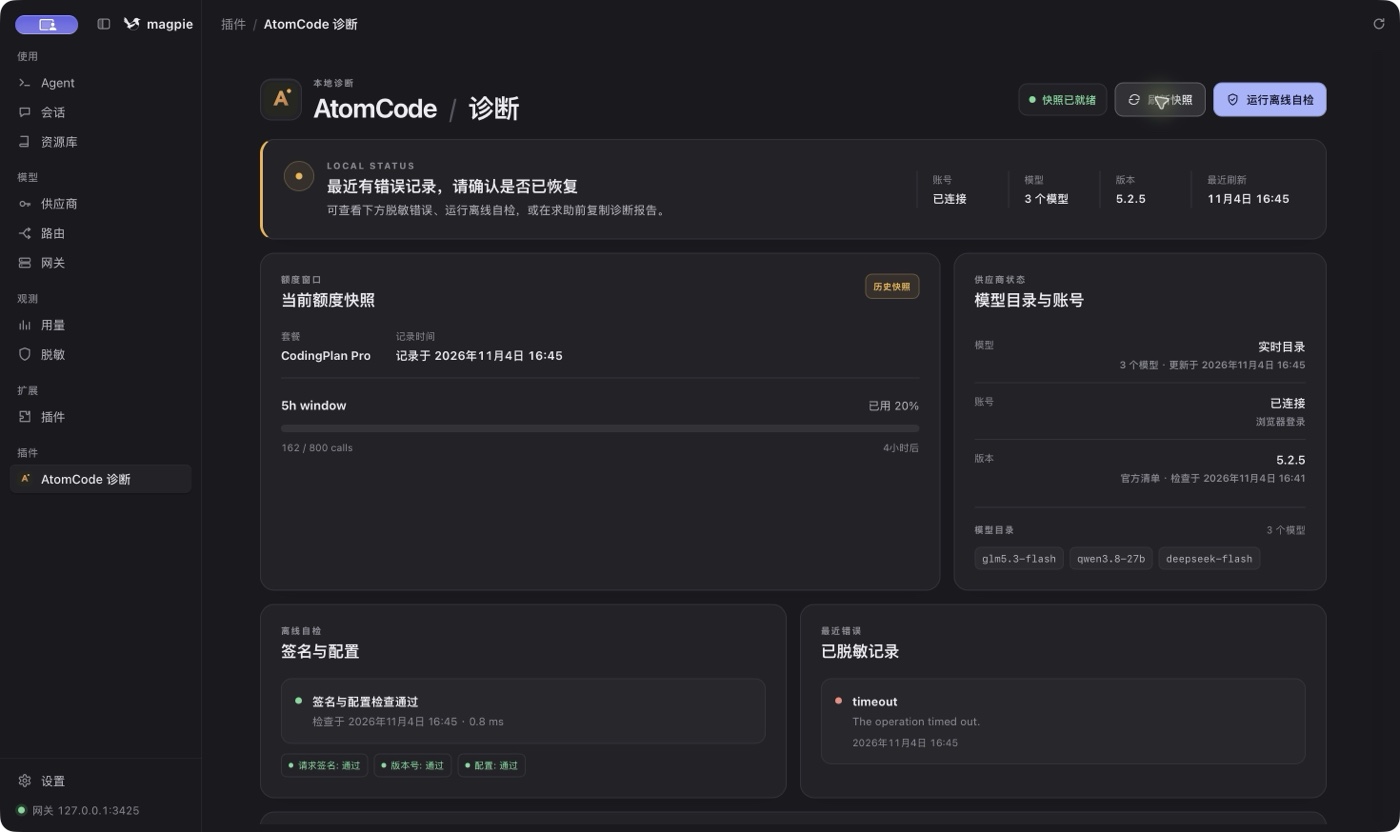 magpie
插件 / AtomCode 诊断
使用
Agent
会话
资源库
模型
供应商
路由
网关
观测
用量
脱敏
扩展
插件
插件
AtomCode 诊断
设置
网关 127.0.0.1:3425
本地诊断
AtomCode / 诊断
快照已就绪
快照
运行离线自检
LOCAL STATUS
最近有错误记录，请确认是否已恢复
可查看下方脱敏错误、运行离线自检，或在求助前复制诊断报告。
账号
已连接
模型
3 个模型
版本
5.2.5
最近刷新
11月4日 16:45
额度窗口
当前额度快照
历史快照
套餐
CodingPlan Pro
记录时间
记录于 2026年11月4日 16:45
5h window
已用 20%
162 / 800 calls
4小时后
供应商状态
模型目录与账号
模型
实时目录
3 个模型 · 更新于 2026年11月4日 16:45
账号
已连接
浏览器登录
版本
5.2.5
官方清单 · 检查于 2026年11月4日 16:41
模型目录
3 个模型
glm5.3-flash
qwen3.8-27b
deepseek-flash
离线自检
签名与配置
签名与配置检查通过
检查于 2026年11月4日 16:45 · 0.8 ms
请求签名: 通过
版本号: 通过
配置: 通过
最近错误
已脱敏记录
timeout
The operation timed out.
2026年11月4日 16:45